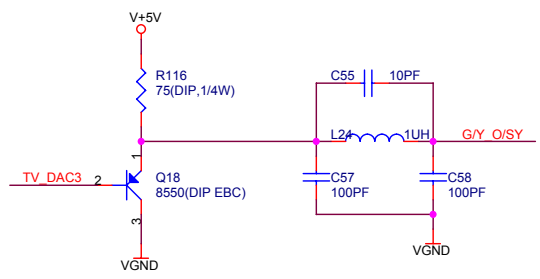 V+5V
R116
75(DIP,1/4W)
C55 10PF
L24 1UH
G/Y_O/SY
1
TV_DAC3 2
Q18
8550(DIP EBC)
3
C57
100PF
C58
100PF
VGND
VGND